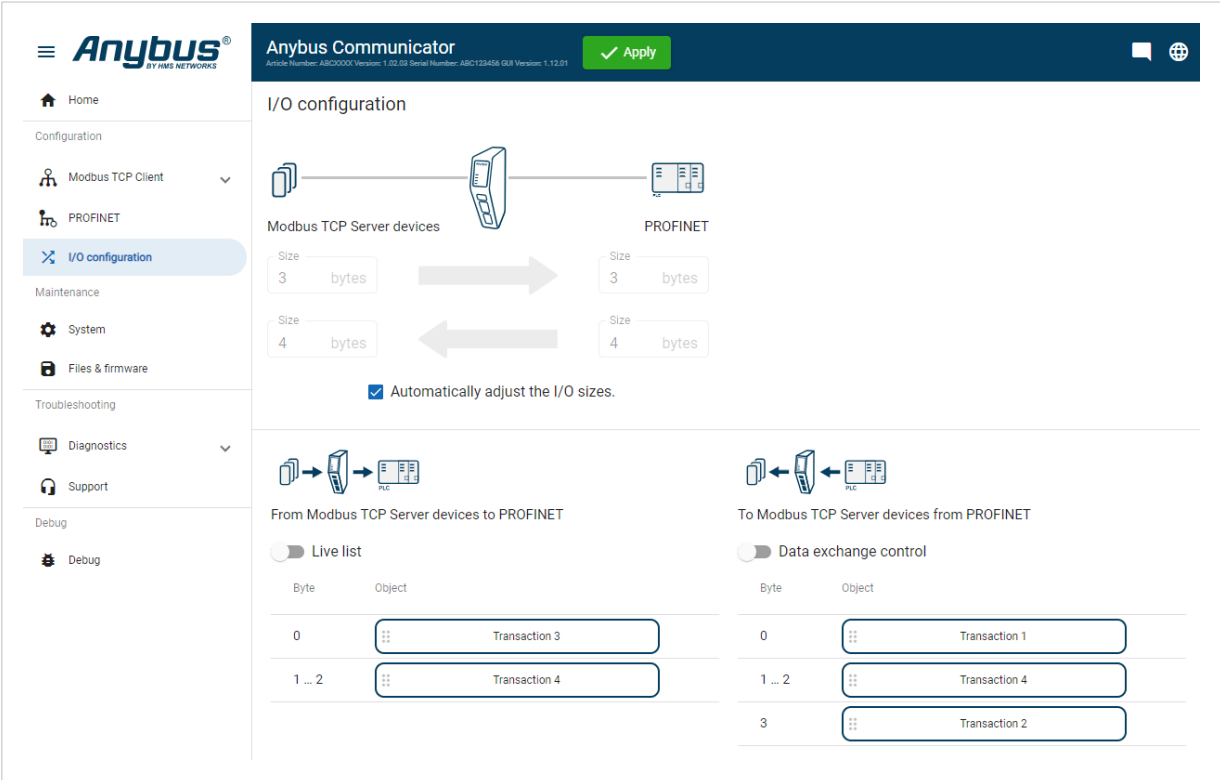 Anybus®
BY HMS NETWORKS
Anybus Communicator
Article Number: ABCXXXX Version: 1.02.03 Serial Number: ABC123456 GUI Version: 1.12.01
Apply
Home
Configuration
Modbus TCP Client
PROFINET
I/O configuration
Maintenance
System
Files & firmware
Troubleshooting
Diagnostics
Support
Debug
Debug
I/O configuration
PLC
Modbus TCP Server devices
PROFINET
Size
3 bytes
Size
3 bytes
Size
4 bytes
Size
4 bytes
Automatically adjust the I/O sizes.
PLC
From Modbus TCP Server devices to PROFINET
Live list
Byte Object
0 Transaction 3
1 ... 2 Transaction 4
PLC
To Modbus TCP Server devices from PROFINET
Data exchange control
Byte Object
0 Transaction 1
1 ... 2 Transaction 4
3 Transaction 2